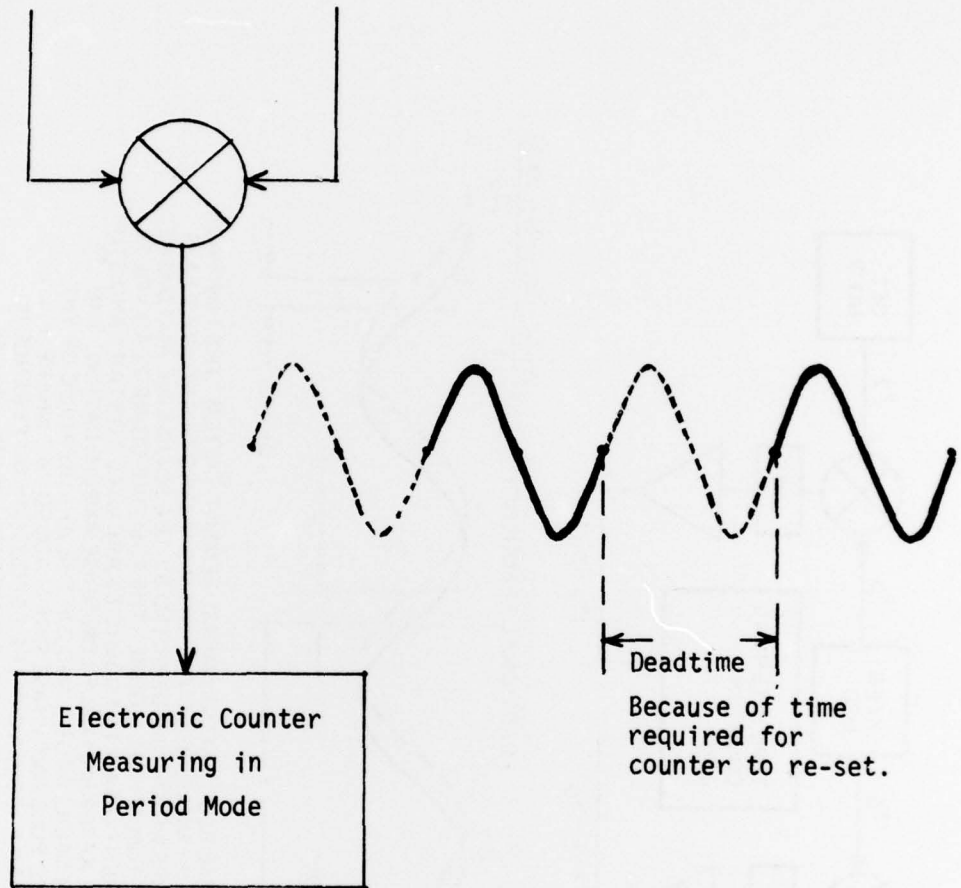 Electronic Counter
Measuring in
Period Mode
Deadtime
Because of time
required for
counter to re-set.